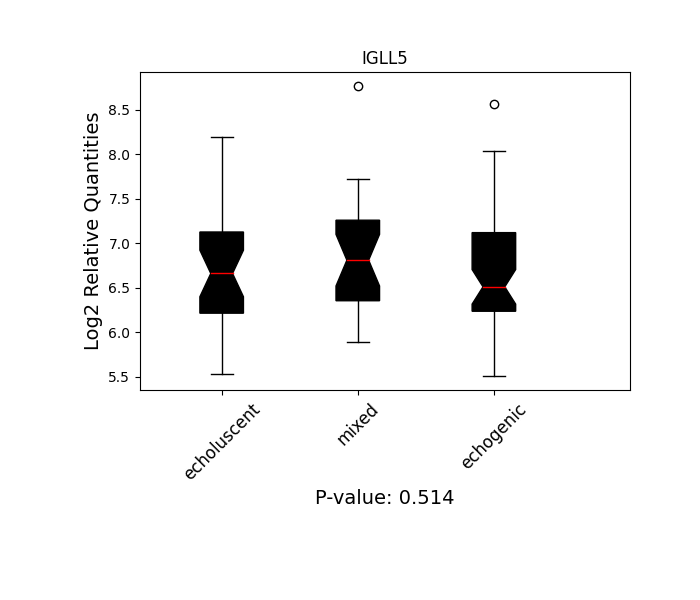 IGLL5
Log2 Relative Quantities
8.5
8.0
7.5
7.0
6.5
6.0
5.5
echoluscent
mixed
echogenic
P-value: 0.514